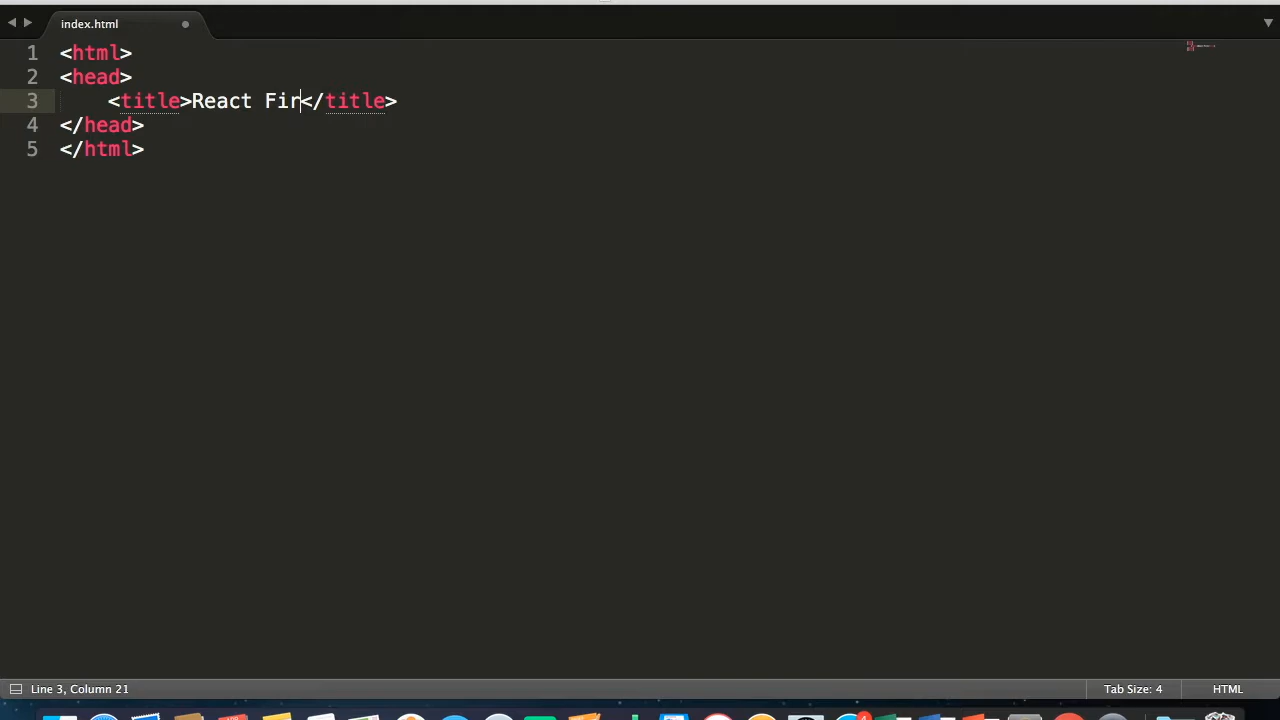 index.html
1 <html>
2 <head>
3     <title>React Fir</title>
4 </head>
5 </html>
Line 3, Column 21
Tab Size: 4
HTML
4